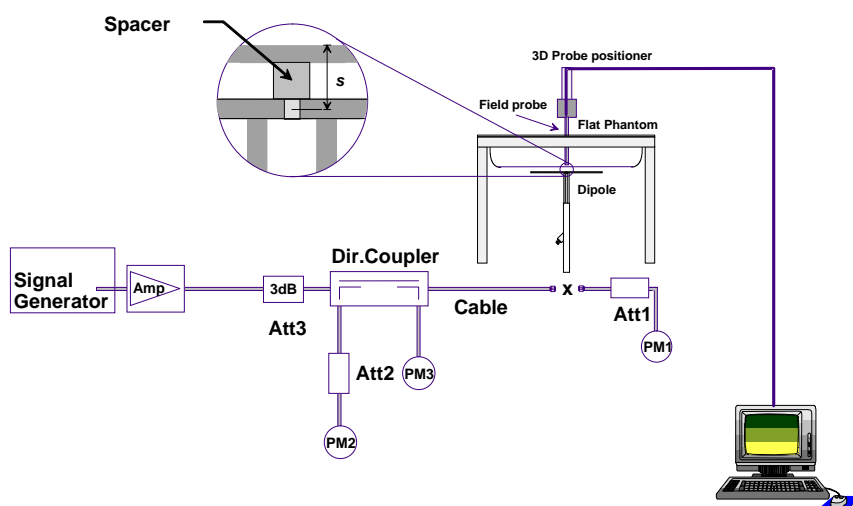 Spacer
s
3D Probe positioner
Field probe
Flat Phantom
Dipole
Dir.Coupler
Signal
Generator
Amp
3dB
Att3
Cable
x
Att1
PM1
Att2
PM3
PM2